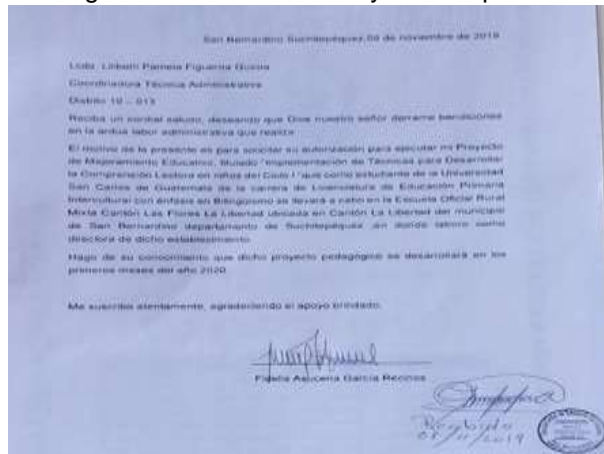 San Bernardino Suchitepéquez, 08 de noviembre de 2019
Licda. Lisbeth Pamela Figueroa
Coordinadora Técnica Administrativa
Distrito 10 – 013
Reciba un cordial saludo, deseando que Dios nuestro señor derrame bendiciones
en la ardua labor administrativa que realiza
El motivo de la presente es para solicitar su autorización para ejecutar mi Proyecto
de Mejoramiento Educativo, titulado "Implementación de Técnicas para Desarrollar
la Comprensión Lectora en niños del Ciclo I" que como estudiante de la Universidad
San Carlos de Guatemala de la carrera de Licenciatura de Educación Primaria
Intercultural con énfasis en Bilingüismo se llevará a cabo en la Escuela Oficial Rural
Mixta Cantón Las Flores La Libertad ubicada en Cantón La Libertad del municipio
de San Bernardino departamento de Suchitepéquez ,en donde laboro como
directora de dicho establecimiento
Hago de su conocimiento que dicho proyecto pedagógico se desarrollará en los
primeros meses del año 2020
Me suscribo atentamente, agradeciendo el apoyo brindado.
Fidelia Asucena García Recinos
Recibido
08/11/2019